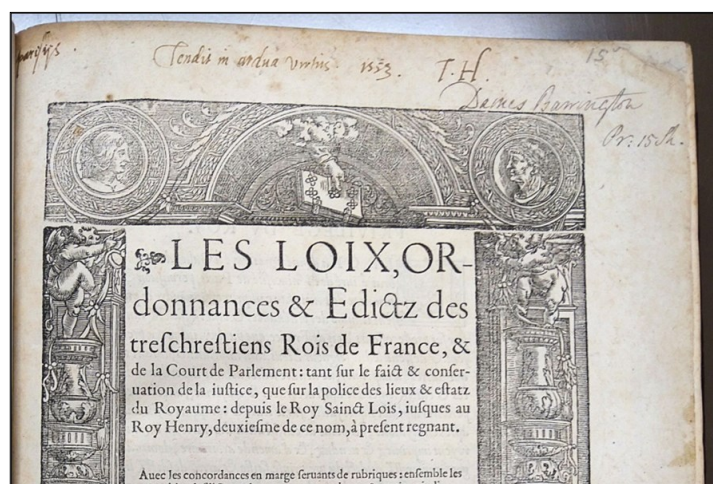 Tendit in ardua virtus 1553. T.H. 15
Daines Barrington
Pr: 15 Sh.
LES LOIX, OR-
donnances & Edictz des
treſchreſtiens Rois de France, &
de la Court de Parlement: tant ſur le faict & conſer-
uation de la iuſtice, que ſur la police des lieux & eſtatz
du Royaume: depuis le Roy Sainct Lois, iuſques au
Roy Henry, deuxieſme de ce nom, à preſent regnant.
Auec les concordances en marge ſeruants de rubriques: enſemble les